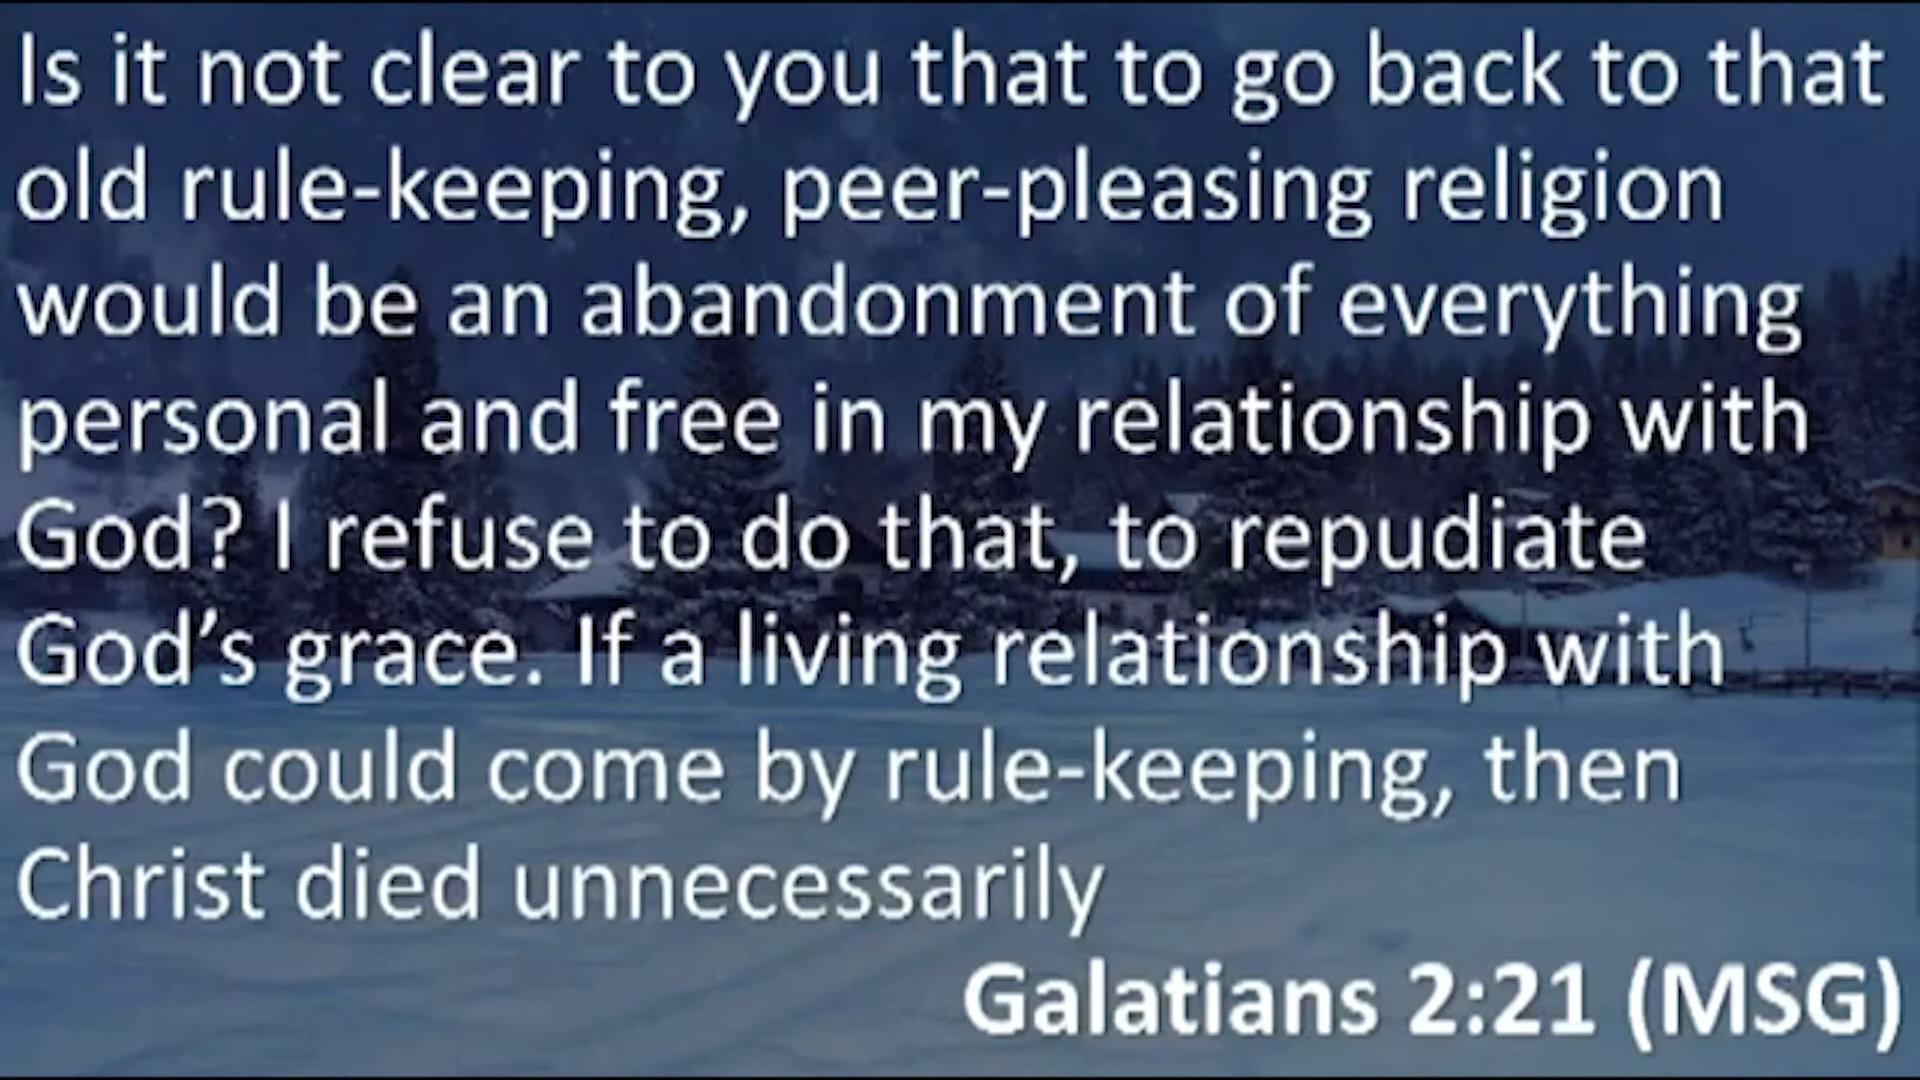 Is it not clear to you that to go back to that
old rule-keeping, peer-pleasing religion
would be an abandonment of everything
personal and free in my relationship with
God? I refuse to do that, to repudiate
God’s grace. If a living relationship with
God could come by rule-keeping, then
Christ died unnecessarily
Galatians 2:21 (MSG)